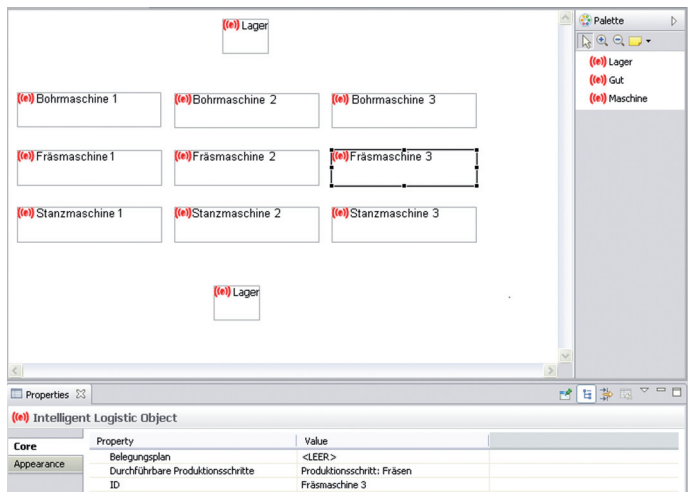 ((e)) Lager
Palette
((e)) Lager
((e)) Gut
((e)) Maschine
((e)) Bohrmaschine 1
((e)) Bohrmaschine 2
((e)) Bohrmaschine 3
((e)) Fräsmaschine 1
((e)) Fräsmaschine 2
((e)) Fräsmaschine 3
((e)) Stanzmaschine 1
((e)) Stanzmaschine 2
((e)) Stanzmaschine 3
((e)) Lager
Properties
((e)) Intelligent Logistic Object
Core
Appearance
Property Value
Belegungsplan <LEER>
Durchführbare Produktionsschritte Produktionsschritt: Fräsen
ID Fräsmaschine 3